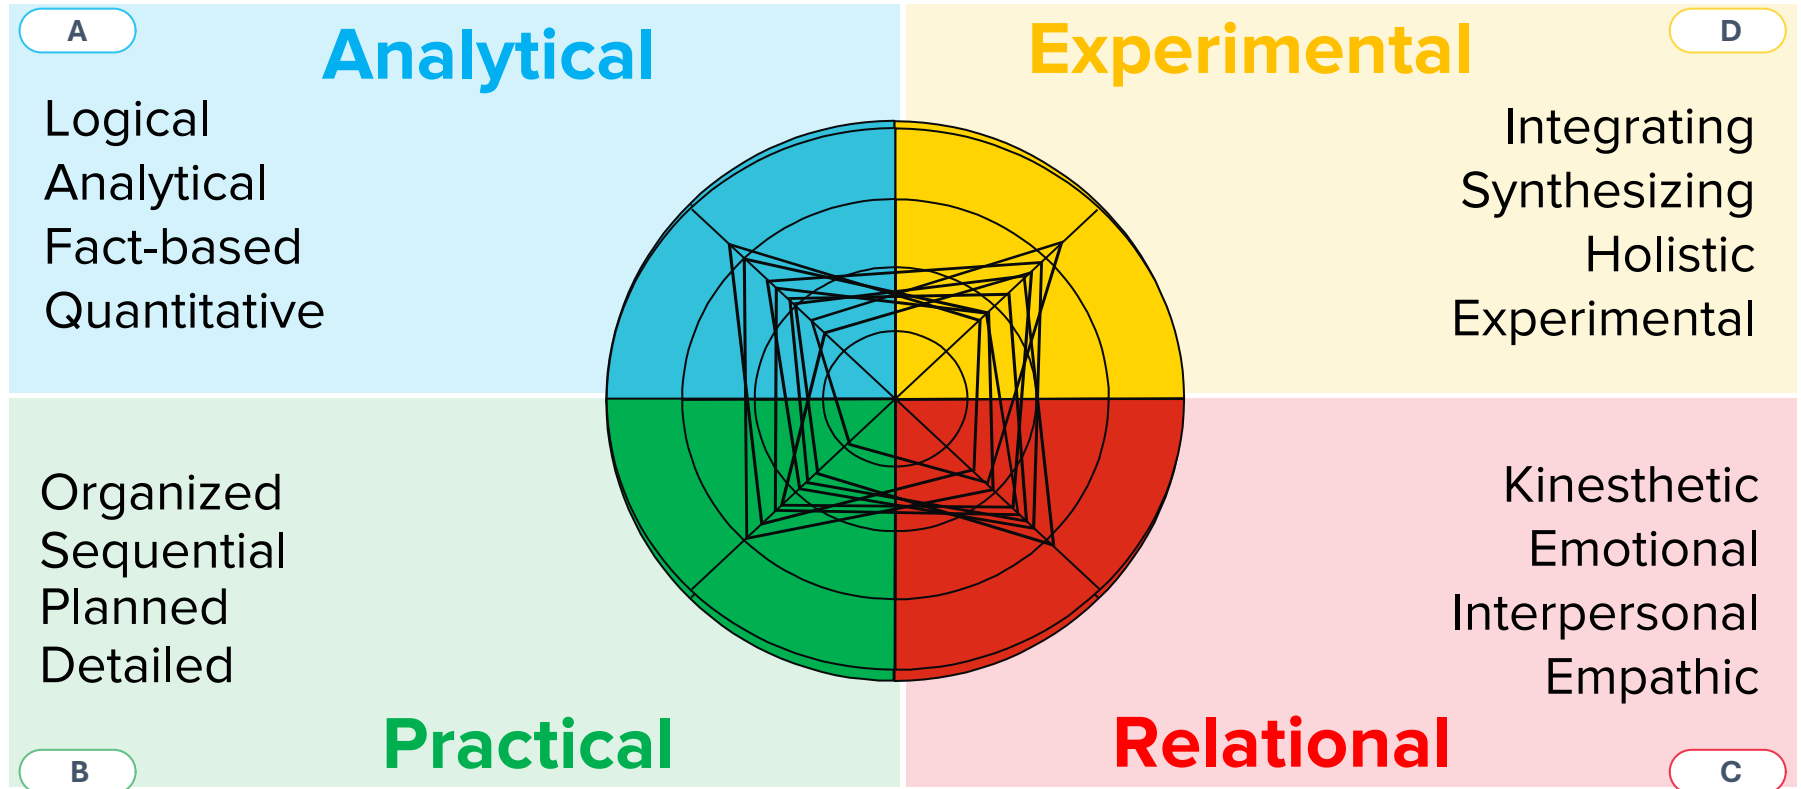 A
Analytical
Logical
Analytical
Fact-based
Quantitative
Experimental
D
Integrating
Synthesizing
Holistic
Experimental
Organized
Sequential
Planned
Detailed
Practical
B
Kinesthetic
Emotional
Interpersonal
Empathic
Relational
C